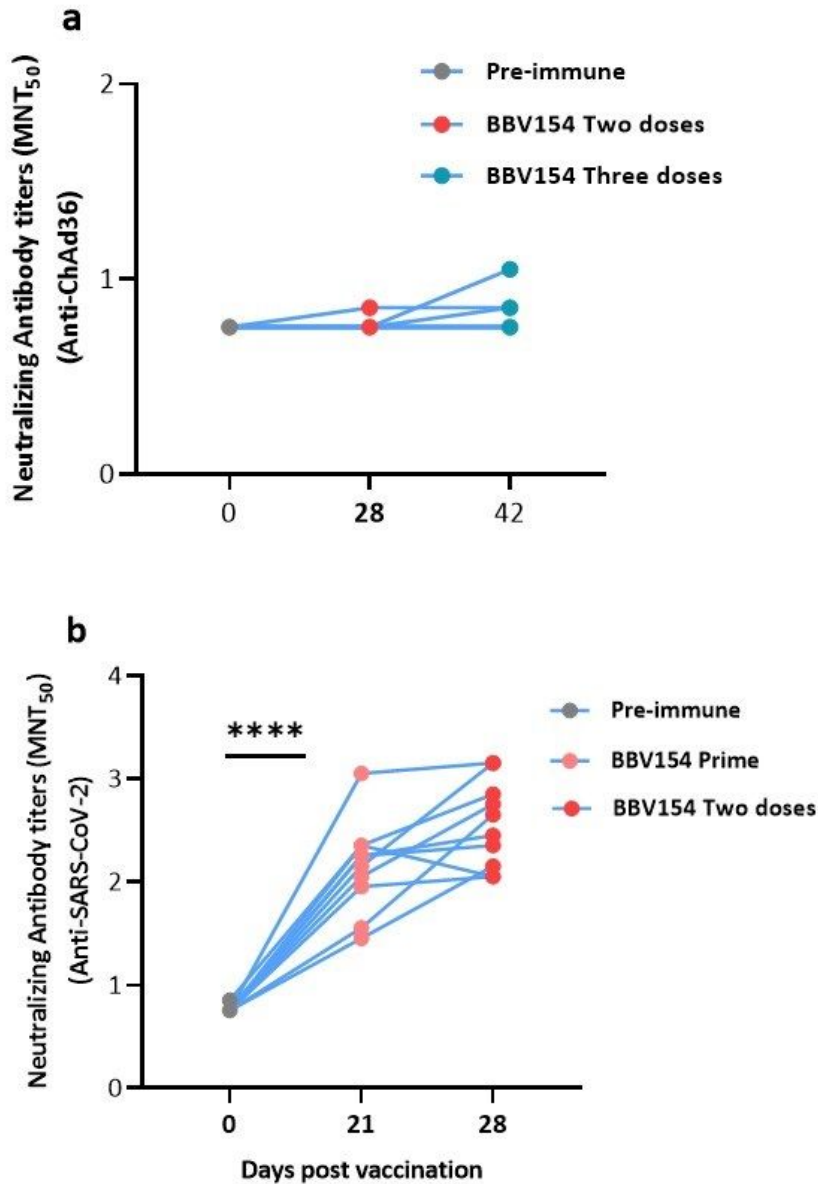 a
Neutralizing Antibody titers (MNT50)
(Anti-ChAd36)
Pre-immune
BBV154 Two doses
BBV154 Three doses
2
1
0
0 28 42
b
Neutralizing Antibody titers (MNT50)
(Anti-SARS-CoV-2)
****
Pre-immune
BBV154 Prime
BBV154 Two doses
4
3
2
1
0
0 21 28
Days post vaccination